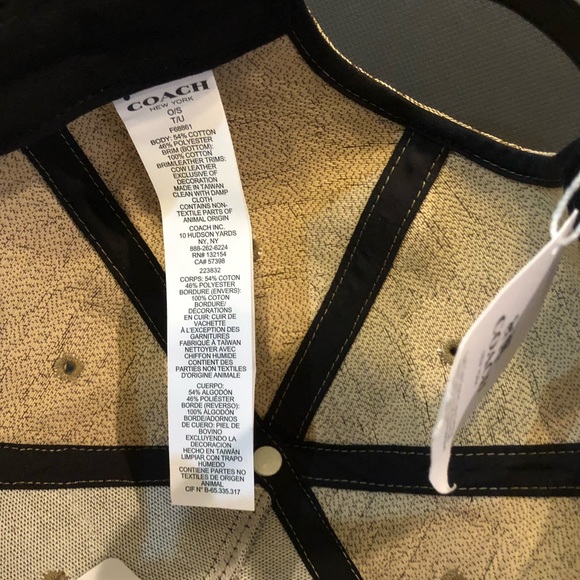 COACH
NEW YORK
O/S
T/U
F68861
BODY: 54% COTTON
46% POLYESTER
BRIM (BOTTOM):
100% COTTON
BRIM/LEATHER TRIMS:
COW LEATHER
EXCLUSIVE OF
DECORATION
MADE IN TAIWAN
CLEAN WITH DAMP
CLOTH
CONTAINS NON-
TEXTILE PARTS OF
ANIMAL ORIGIN
COACH INC.
10 HUDSON YARDS
NY, NY
888-262-6224
RN# 132154
CA# 57398
223832
CORPS: 54% COTON
46% POLYESTER
BORDURE (ENVERS):
100% COTON
BORDURE/
DÉCORATIONS
EN CUIR: CUIR DE
VACHETTE
À L'EXCEPTION DES
GARNITURES
FABRIQUÉ À TAIWAN
NETTOYER AVEC
CHIFFON HUMIDE
CONTIENT DES
PARTIES NON TEXTILES
D'ORIGINE ANIMALE
CUERPO:
54% ALGODÓN
46% POLIÉSTER
BORDE (REVERSO):
100% ALGODÓN
BORDE/ADORNOS
DE CUERO: PIEL DE
BOVINO
EXCLUYENDO LA
DECORACION
HECHO EN TAIWÁN
LIMPIAR CON TRAPO
HÚMEDO
CONTIENE PARTES NO
TEXTILES DE ORIGEN
ANIMAL
CIF N° B-65.335.317